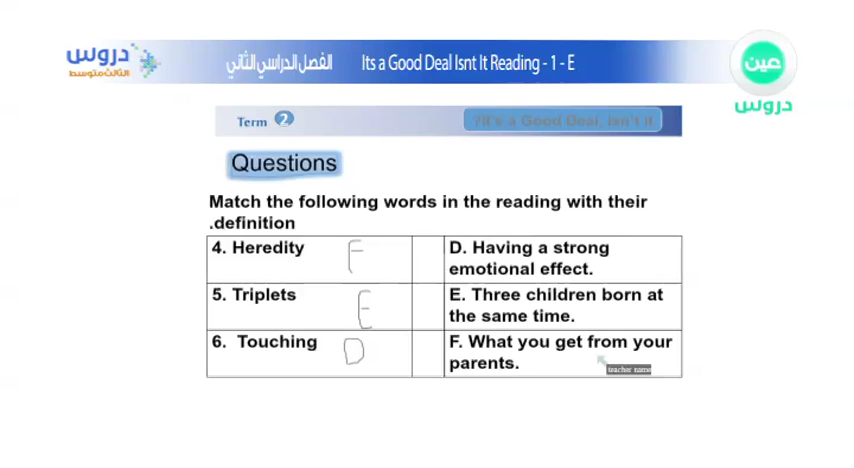 دروس
الثالث متوسط
الفصل الدراسي الثاني
Its a Good Deal Isnt It Reading - 1 - E
عين
دروس
Term 2
?It's a Good Deal, Isn't it
Questions
Match the following words in the reading with their
.definition
4. Heredity F D. Having a strong
emotional effect.
5. Triplets E E. Three children born at
the same time.
6. Touching D F. What you get from your
parents.
teacher name